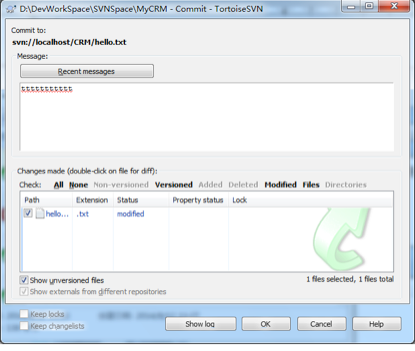 D:\DevWorkSpace\SVNSpace\MyCRM - Commit - TortoiseSVN
Commit to:
svn://localhost/CRM/hello.txt
Message:
Recent messages
ttttttttttt
Changes made (double-click on file for diff):
Check: All None Non-versioned Versioned Added Deleted Modified Files Directories
Path Extension Status Property status Lock
hello... .txt modified
Show unversioned files 1 files selected, 1 files total
Show externals from different repositories
Keep locks
Keep changelists
Show log OK Cancel Help